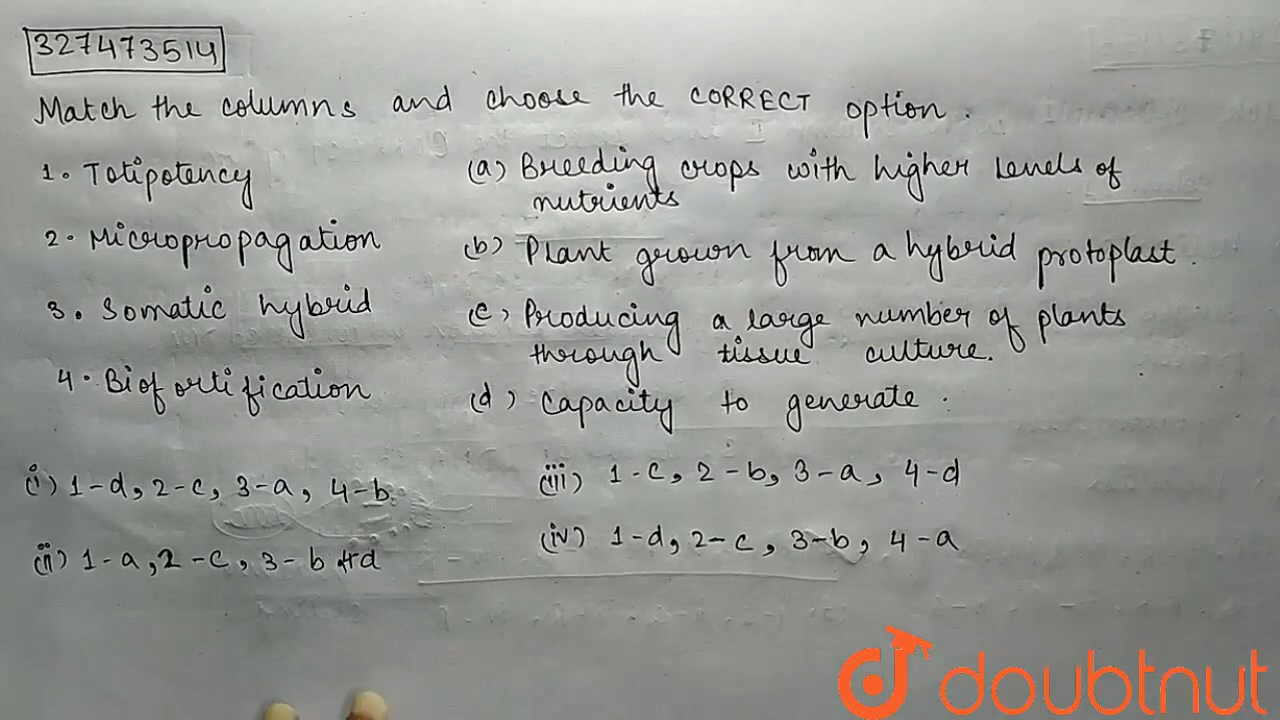 327473514
Match the columns and choose the CORRECT option.
1. Totipotency
(a) Breeding crops with higher levels of
nutrients
2. Micropropagation
(b) Plant grown from a hybrid protoplast.
3. Somatic hybrid
(c) Producing a large number of plants
through tissue culture.
4. Biofortification
(d) Capacity to generate.
(i) 1-d, 2-c, 3-a, 4-b
(iii) 1-c, 2-b, 3-a, 4-d
(ii) 1-a, 2-c, 3-b, 4-d
(iv) 1-d, 2-c, 3-b, 4-a
doubtnut